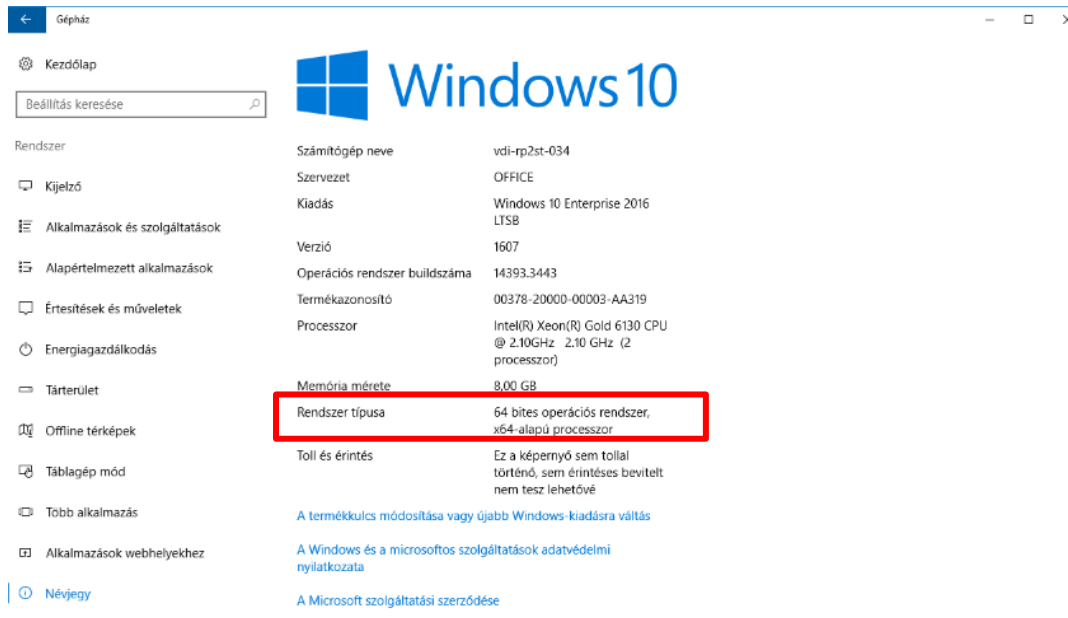 Gépház
Kezdőlap
Beállítás keresése
Rendszer
Kijelző
Alkalmazások és szolgáltatások
Alapértelmezett alkalmazások
Értesítések és műveletek
Energiagazdálkodás
Tárterület
Offline térképek
Táblagép mód
Több alkalmazás
Alkalmazások webhelyekhez
Névjegy
Windows 10
Számítógép neve vdi-rp2st-034
Szervezet OFFICE
Kiadás Windows 10 Enterprise 2016
LTSB
Verzió 1607
Operációs rendszer buildszáma 14393.3443
Termékazonosító 00378-20000-00003-AA319
Processzor Intel(R) Xeon(R) Gold 6130 CPU
@ 2.10GHz 2.10 GHz (2
processzor)
Memória mérete 8,00 GB
Rendszer típusa 64 bites operációs rendszer,
x64-alapú processzor
Toll és érintés Ez a képernyő sem tollal
történő, sem érintéses bevitelt
nem tesz lehetővé
A termékkulcs módosítása vagy újabb Windows-kiadásra váltás
A Windows és a microsoftos szolgáltatások adatvédelmi
nyilatkozata
A Microsoft szolgáltatási szerződése